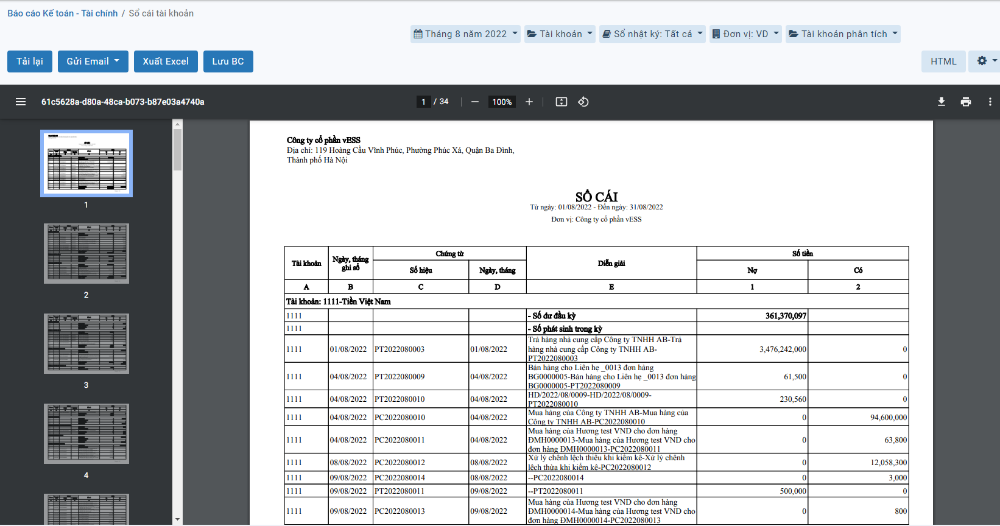 Báo cáo Kế toán - Tài chính / Sổ cái tài khoản
Tháng 8 năm 2022 Tài khoản Sổ nhật ký: Tất cả Đơn vị: VD Tài khoản phân tích
Tải lại Gửi Email Xuất Excel Lưu BC HTML
61c5628a-d80a-48ca-b073-b87e03a4740a 1 / 34 100%
1
2
3
4
Công ty cổ phần vESS
Địa chỉ: 119 Hoàng Cầu Vĩnh Phúc, Phường Phúc Xá, Quận Ba Đình,
Thành phố Hà Nội
SỔ CÁI
Từ ngày: 01/08/2022 - Đến ngày: 31/08/2022
Đơn vị: Công ty cổ phần vESS
Tài khoản Ngày, tháng ghi sổ Chứng từ Diễn giải Số tiền
Số hiệu Ngày, tháng Nợ Có
A B C D E 1 2
Tài khoản: 1111-Tiền Việt Nam
1111 - Số dư đầu kỳ 361,370,097
1111 - Số phát sinh trong kỳ
1111 01/08/2022 PT2022080003 01/08/2022 Trả hàng nhà cung cấp Công ty TNHH AB-Trả hàng nhà cung cấp Công ty TNHH AB-PT2022080003 3,476,242,000 0
1111 04/08/2022 PT2022080009 04/08/2022 Bán hàng cho Liên hệ _0013 đơn hàng BG0000005-Bán hàng cho Liên hệ _0013 đơn hàng BG0000005-PT2022080009 61,500 0
1111 04/08/2022 PT2022080010 04/08/2022 HD/2022/08/0009-HD/2022/08/0009-PT2022080010 230,560 0
1111 04/08/2022 PC2022080010 04/08/2022 Mua hàng của Công ty TNHH AB-Mua hàng của Công ty TNHH AB-PC2022080010 0 94,600,000
1111 04/08/2022 PC2022080011 04/08/2022 Mua hàng của Hương test VND cho đơn hàng ĐMH0000013-Mua hàng của Hương test VND cho đơn hàng ĐMH0000013-PC2022080011 0 63,800
1111 08/08/2022 PC2022080012 08/08/2022 Xử lý chênh lệch thiếu khi kiểm kê-Xử lý chênh lệch thừa khi kiểm kê-PC2022080012 0 12,058,300
1111 09/08/2022 PC2022080014 08/08/2022 --PC2022080014 0 3,000
1111 09/08/2022 PT2022080011 09/08/2022 --PT2022080011 500,000 0
1111 09/08/2022 PC2022080013 09/08/2022 Mua hàng của Hương test VND cho đơn hàng ĐMH0000014-Mua hàng của Hương test VND cho đơn hàng ĐMH0000014-PC2022080013 0 800